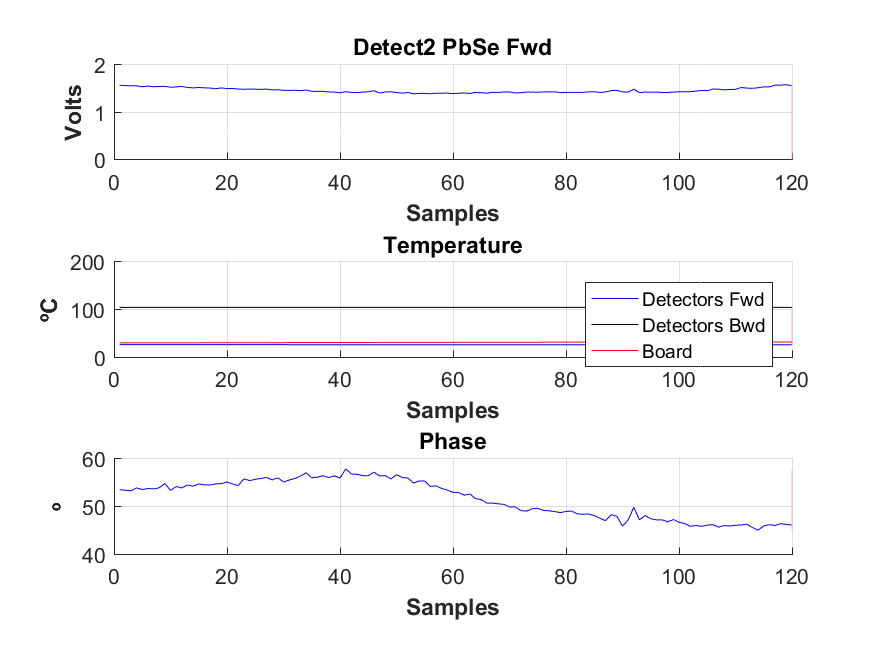 Detect2 PbSe Fwd
Volts
2
1
0
0 20 40 60 80 100 120
Samples
Temperature
ºC
200
100
0
Detectors Fwd
Detectors Bwd
Board
0 20 40 60 80 100 120
Samples
Phase
º
60
50
40
0 20 40 60 80 100 120
Samples